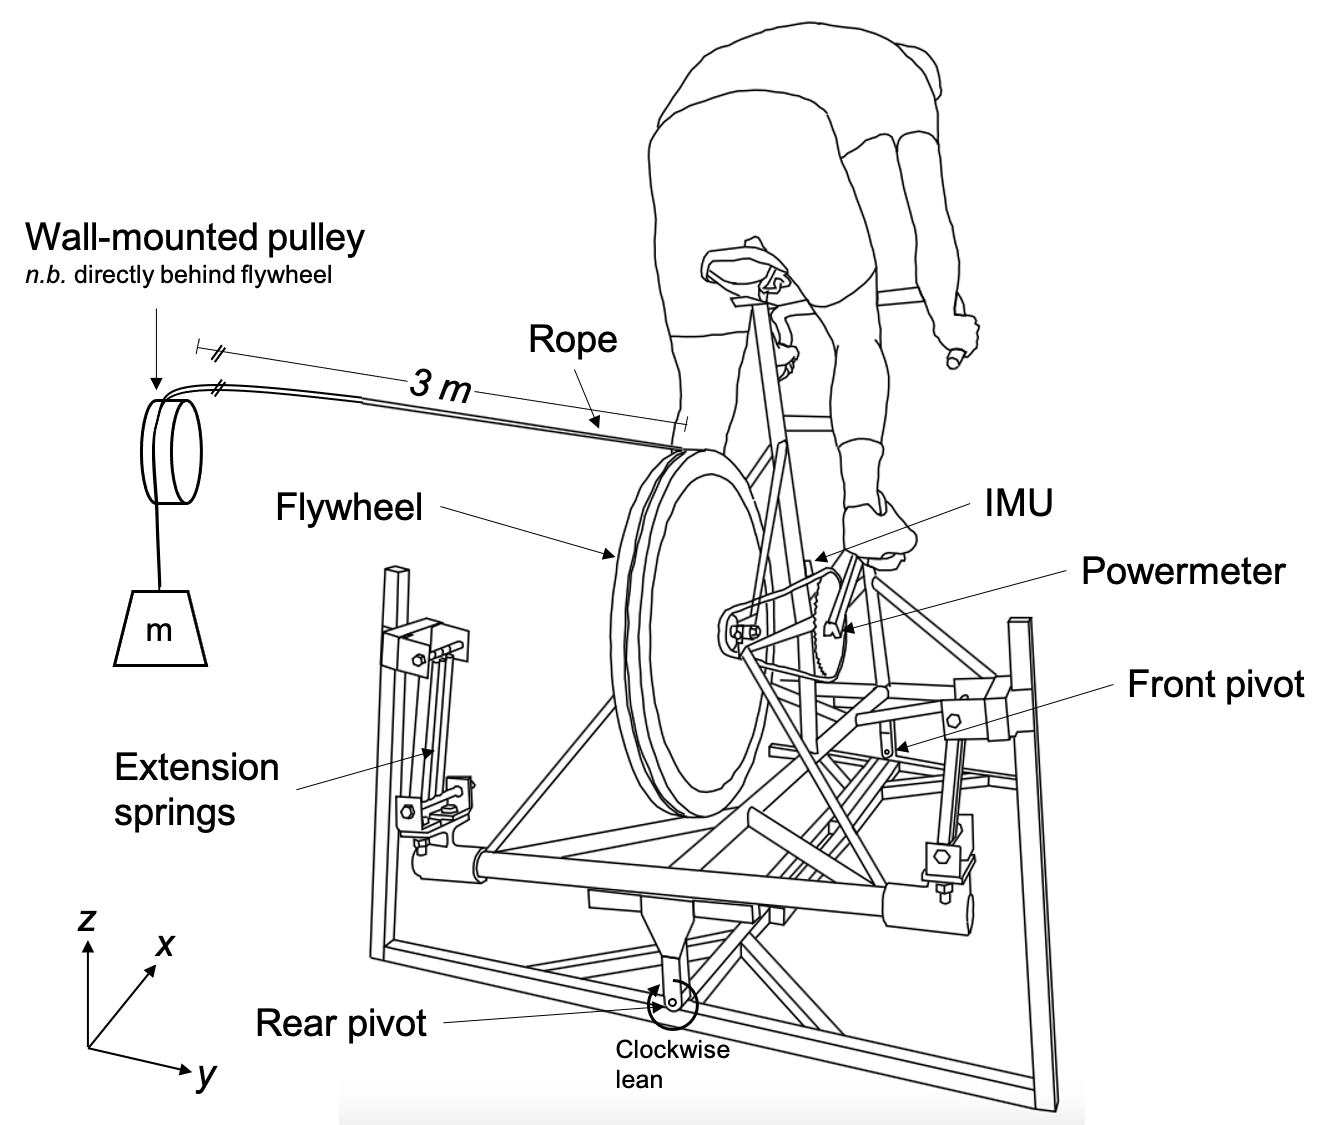 Wall-mounted pulley
n.b. directly behind flywheel
Rope
3 m
Flywheel
IMU
Powermeter
m
Front pivot
Extension
springs
z
x
y
Rear pivot
Clockwise
lean